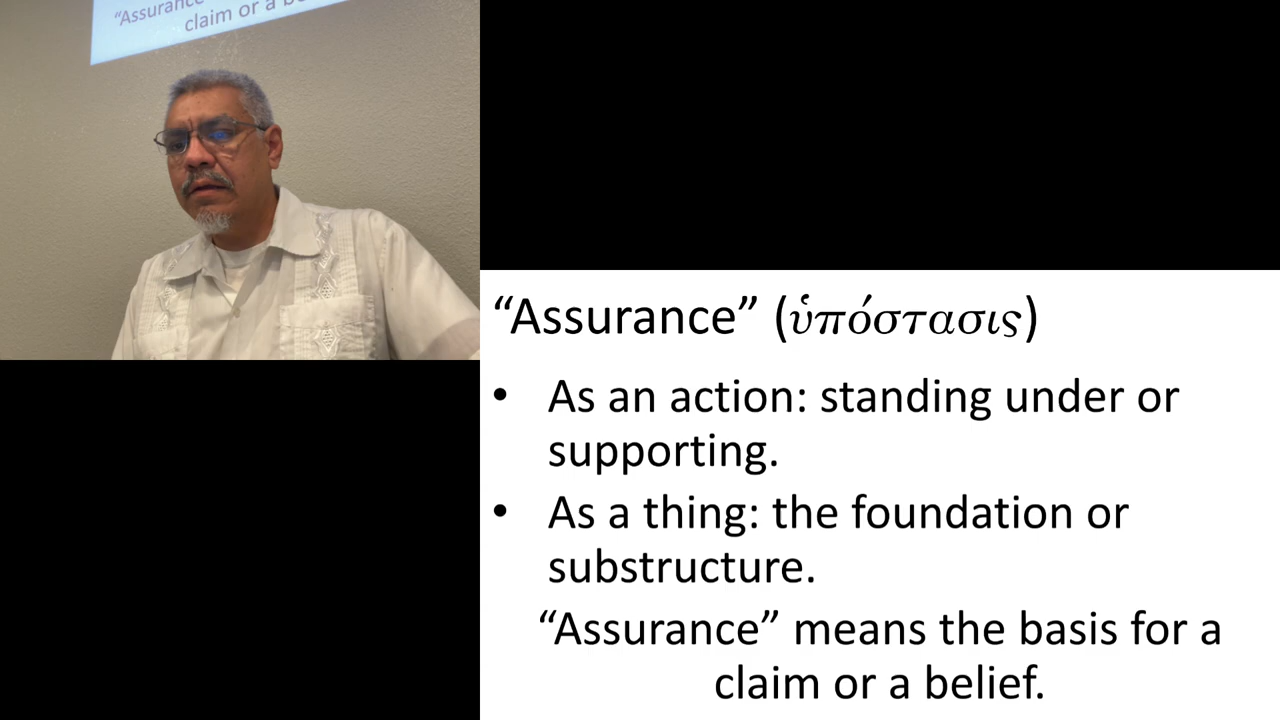 “Assurance
claim or a be
“Assurance” (ὑπόστασις)
• As an action: standing under or
supporting.
• As a thing: the foundation or
substructure.
“Assurance” means the basis for a
claim or a belief.